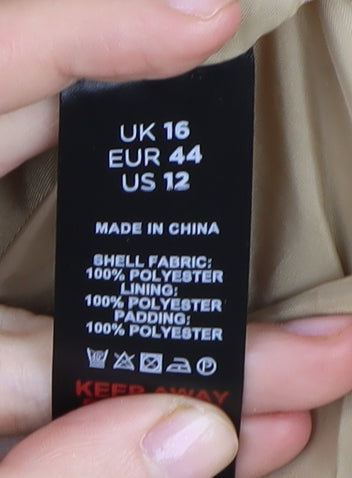 UK 16
EUR 44
US 12
MADE IN CHINA
SHELL FABRIC:
100% POLYESTER
LINING:
100% POLYESTER
PADDING:
100% POLYESTER
KEEP AWAY